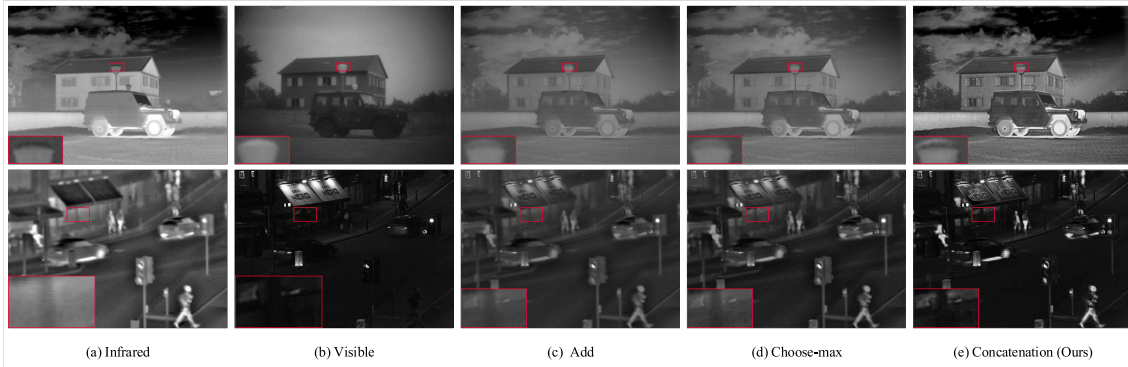 (a) Infrared
(b) Visible
(c) Add
(d) Choose-max
(e) Concatenation (Ours)